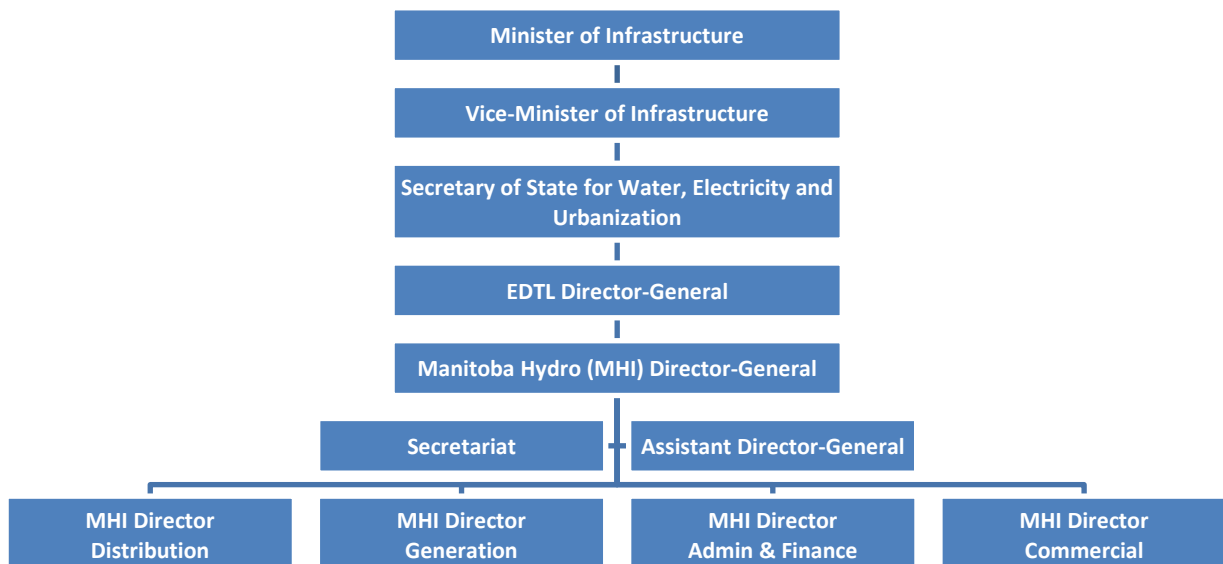 Minister of Infrastructure
Vice-Minister of Infrastructure
Secretary of State for Water, Electricity and
Urbanization
EDTL Director-General
Manitoba Hydro (MHI) Director-General
Secretariat
Assistant Director-General
MHI Director
Distribution
MHI Director
Generation
MHI Director
Admin & Finance
MHI Director
Commercial